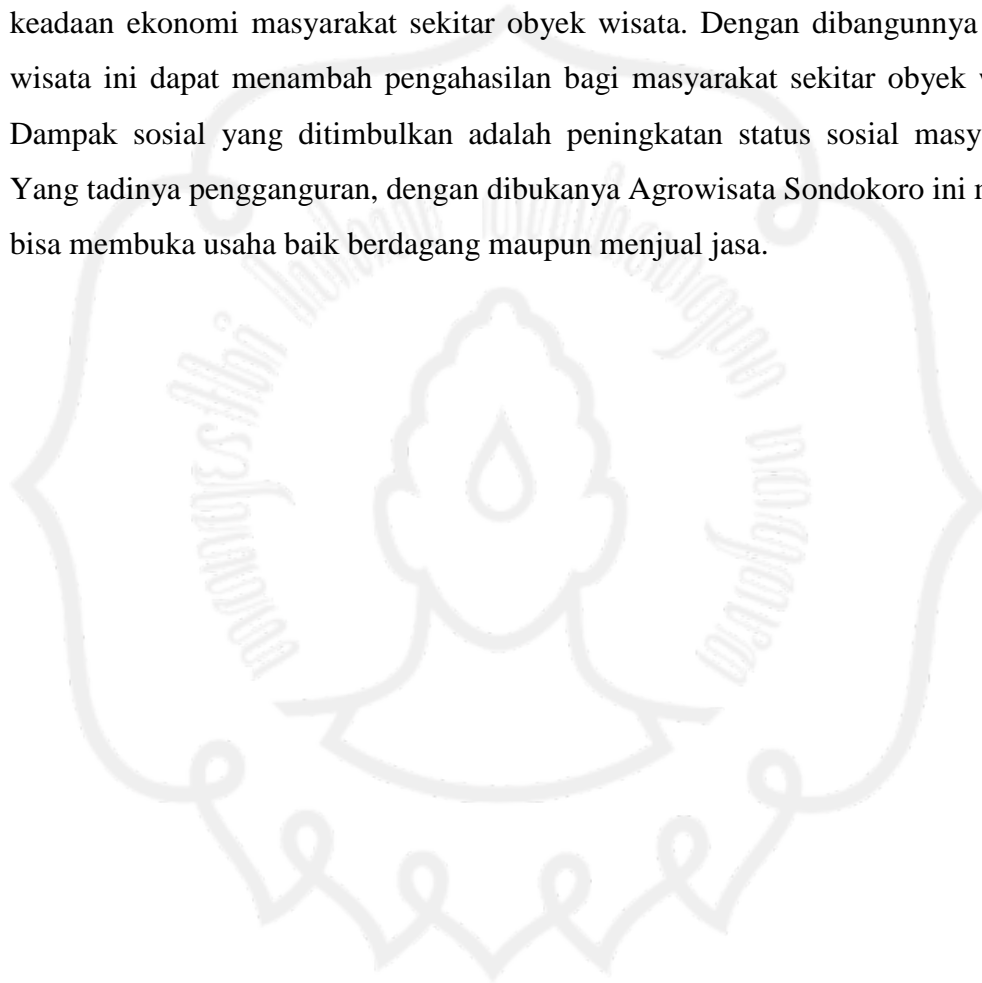 keadaan ekonomi masyarakat sekitar obyek wisata. Dengan dibangunnya
wisata ini dapat menambah pengahasilan bagi masyarakat sekitar obyek
Dampak sosial yang ditimbulkan adalah peningkatan status sosial masy
Yang tadinya pengganguran, dengan dibukanya Agrowisata Sondokoro ini
bisa membuka usaha baik berdagang maupun menjual jasa.